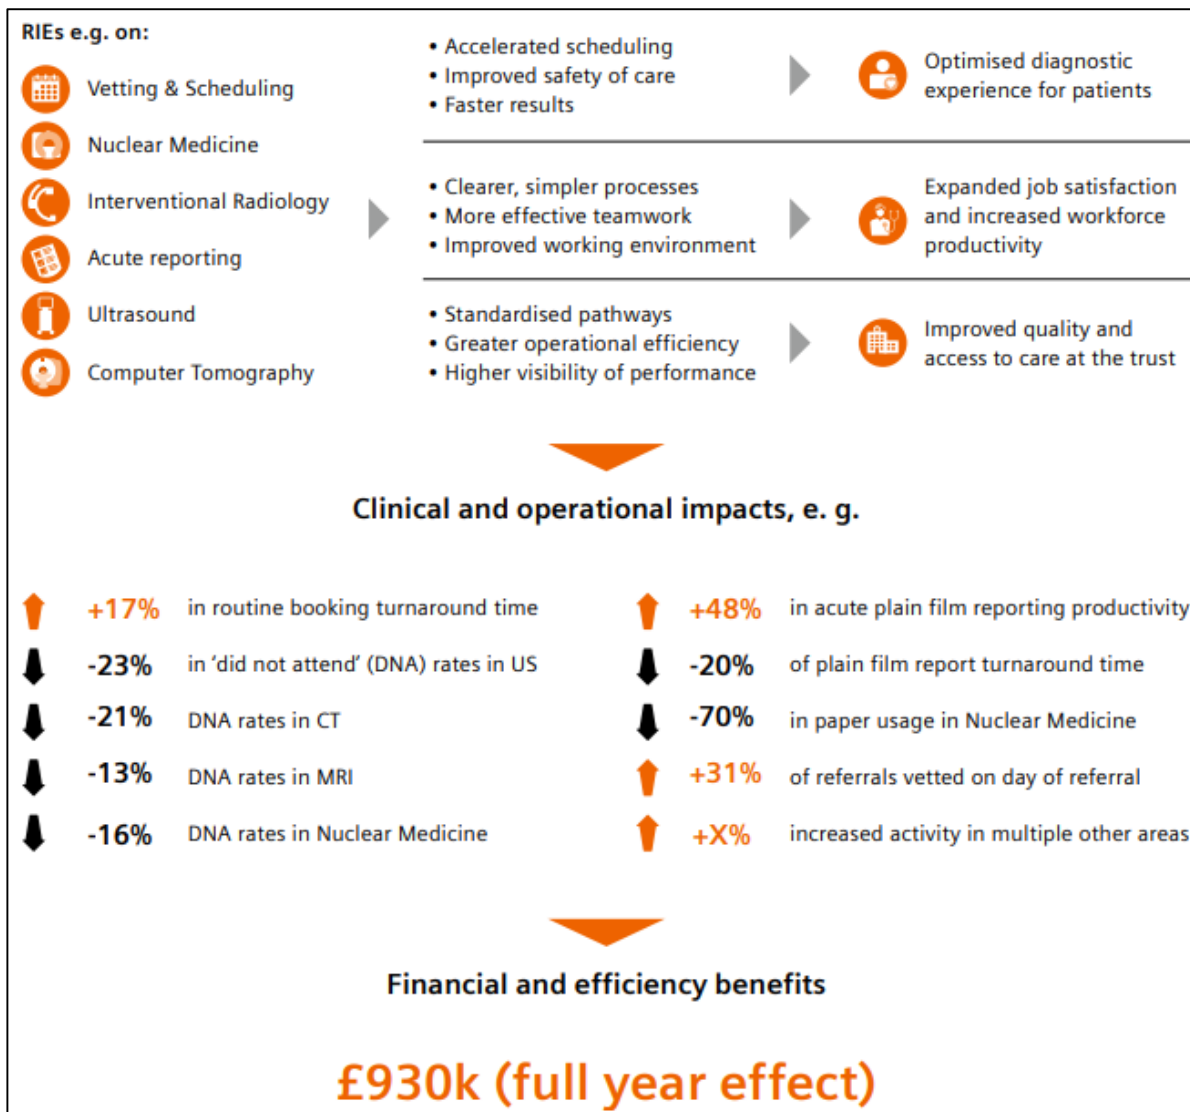 RIEs e.g. on:
Vetting & Scheduling
Nuclear Medicine
Interventional Radiology
Acute reporting
Ultrasound
Computer Tomography
• Accelerated scheduling
• Improved safety of care
• Faster results
Optimised diagnostic
experience for patients
• Clearer, simpler processes
• More effective teamwork
• Improved working environment
Expanded job satisfaction
and increased workforce
productivity
• Standardised pathways
• Greater operational efficiency
• Higher visibility of performance
Improved quality and
access to care at the trust
Clinical and operational impacts, e. g.
+17% in routine booking turnaround time
-23% in ‘did not attend’ (DNA) rates in US
-21% DNA rates in CT
-13% DNA rates in MRI
-16% DNA rates in Nuclear Medicine
+48% in acute plain film reporting productivity
-20% of plain film report turnaround time
-70% in paper usage in Nuclear Medicine
+31% of referrals vetted on day of referral
+X% increased activity in multiple other areas
Financial and efficiency benefits
£930k (full year effect)